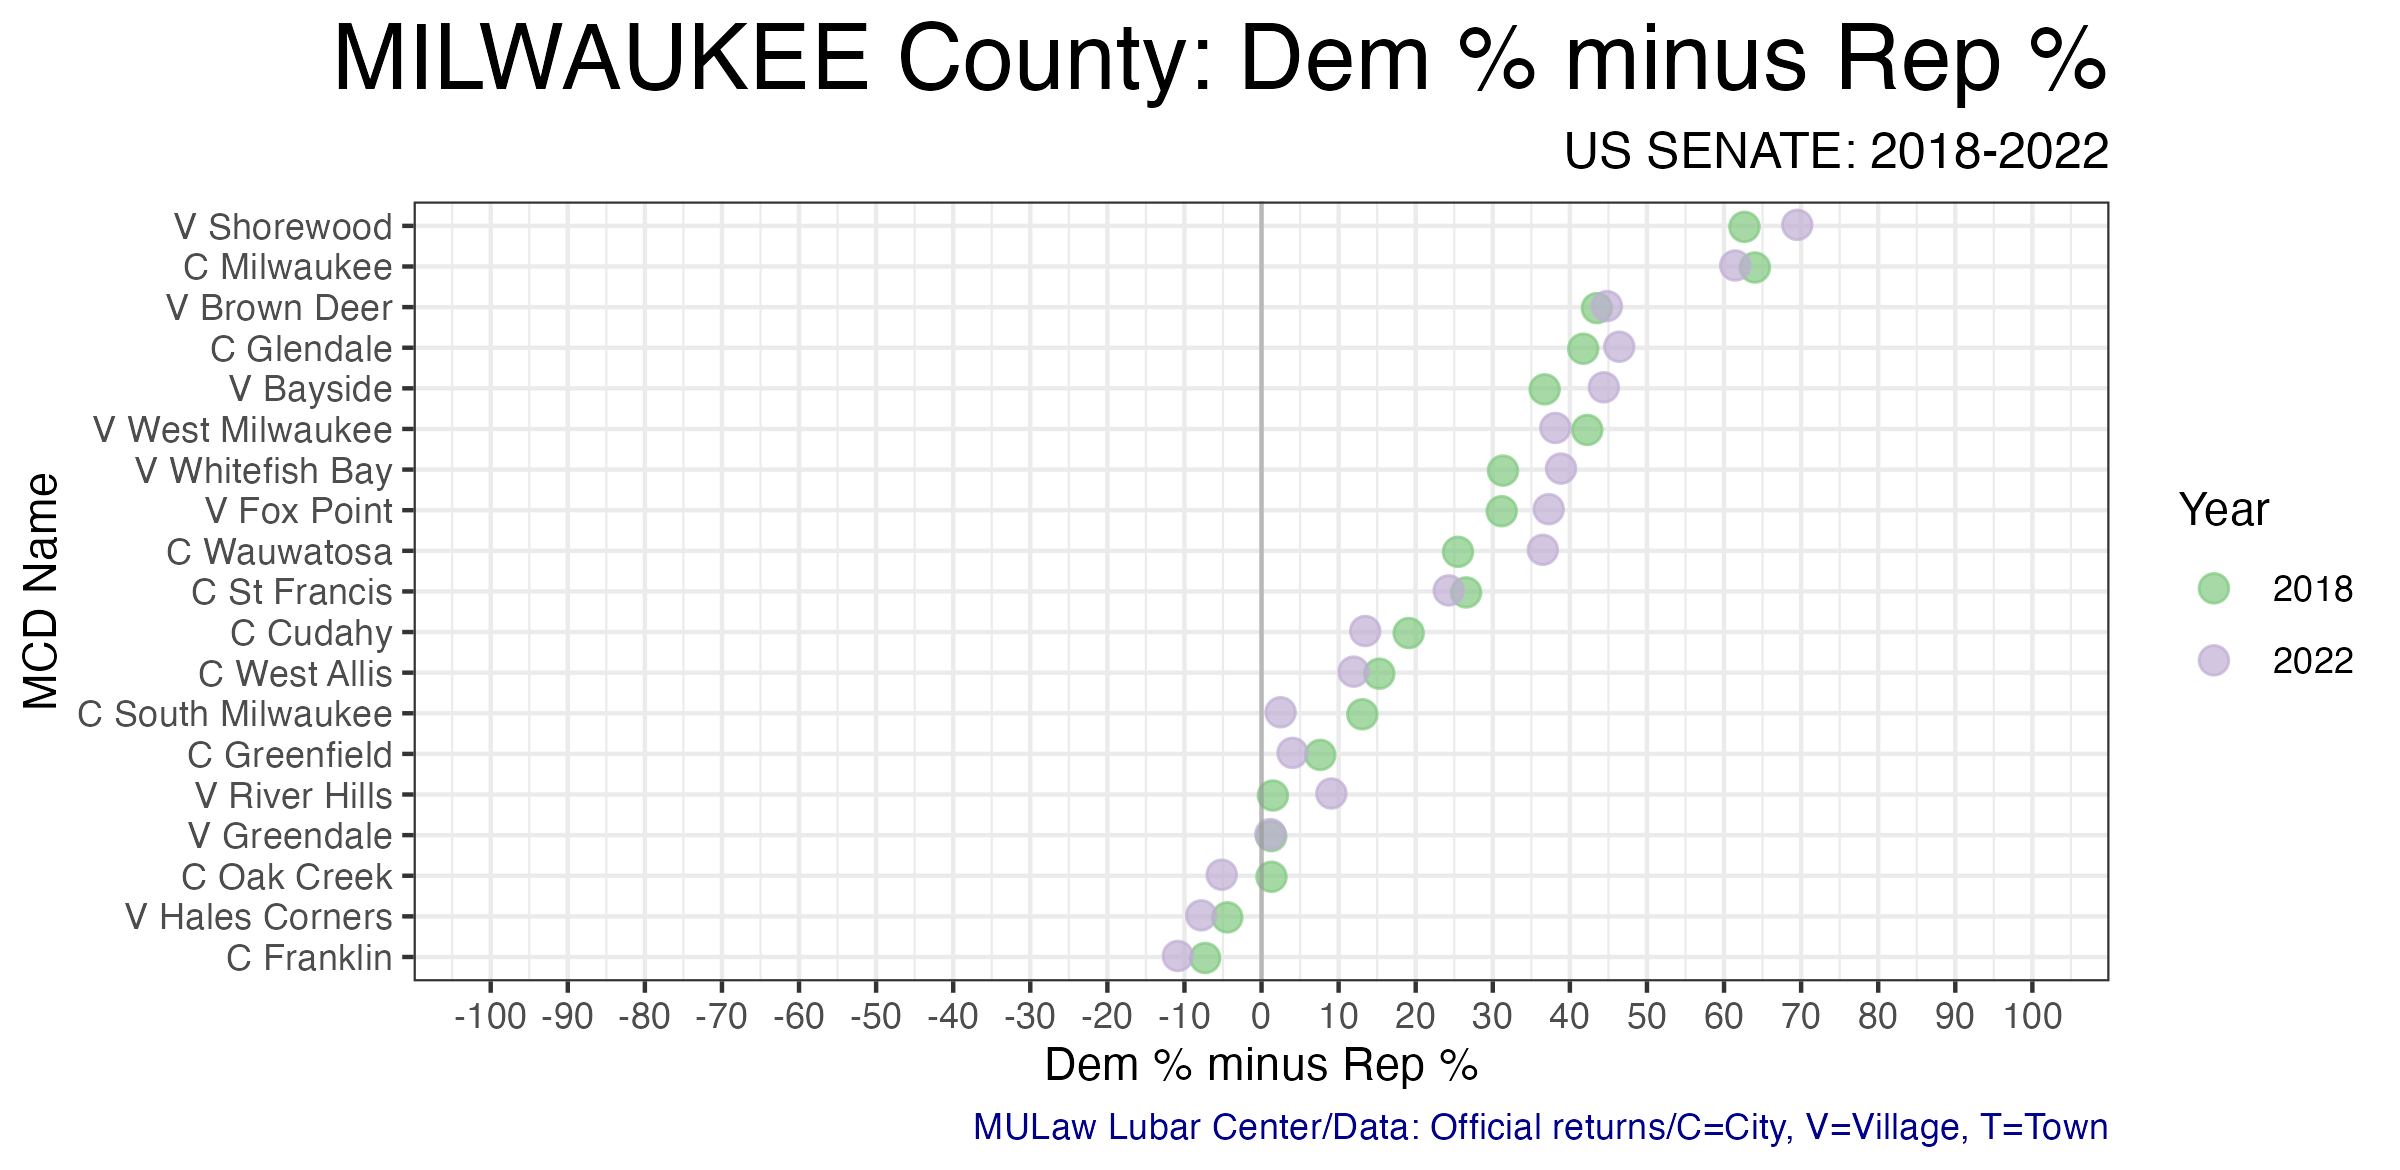 MILWAUKEE County: Dem % minus Rep %
US SENATE: 2018-2022
MCD Name
V Shorewood
C Milwaukee
V Brown Deer
C Glendale
V Bayside
V West Milwaukee
V Whitefish Bay
V Fox Point
C Wauwatosa
C St Francis
C Cudahy
C West Allis
C South Milwaukee
C Greenfield
V River Hills
V Greendale
C Oak Creek
V Hales Corners
C Franklin
-100 -90 -80 -70 -60 -50 -40 -30 -20 -10 0 10 20 30 40 50 60 70 80 90 100
Dem % minus Rep %
Year
2018
2022
MULaw Lubar Center/Data: Official returns/C=City, V=Village, T=Town